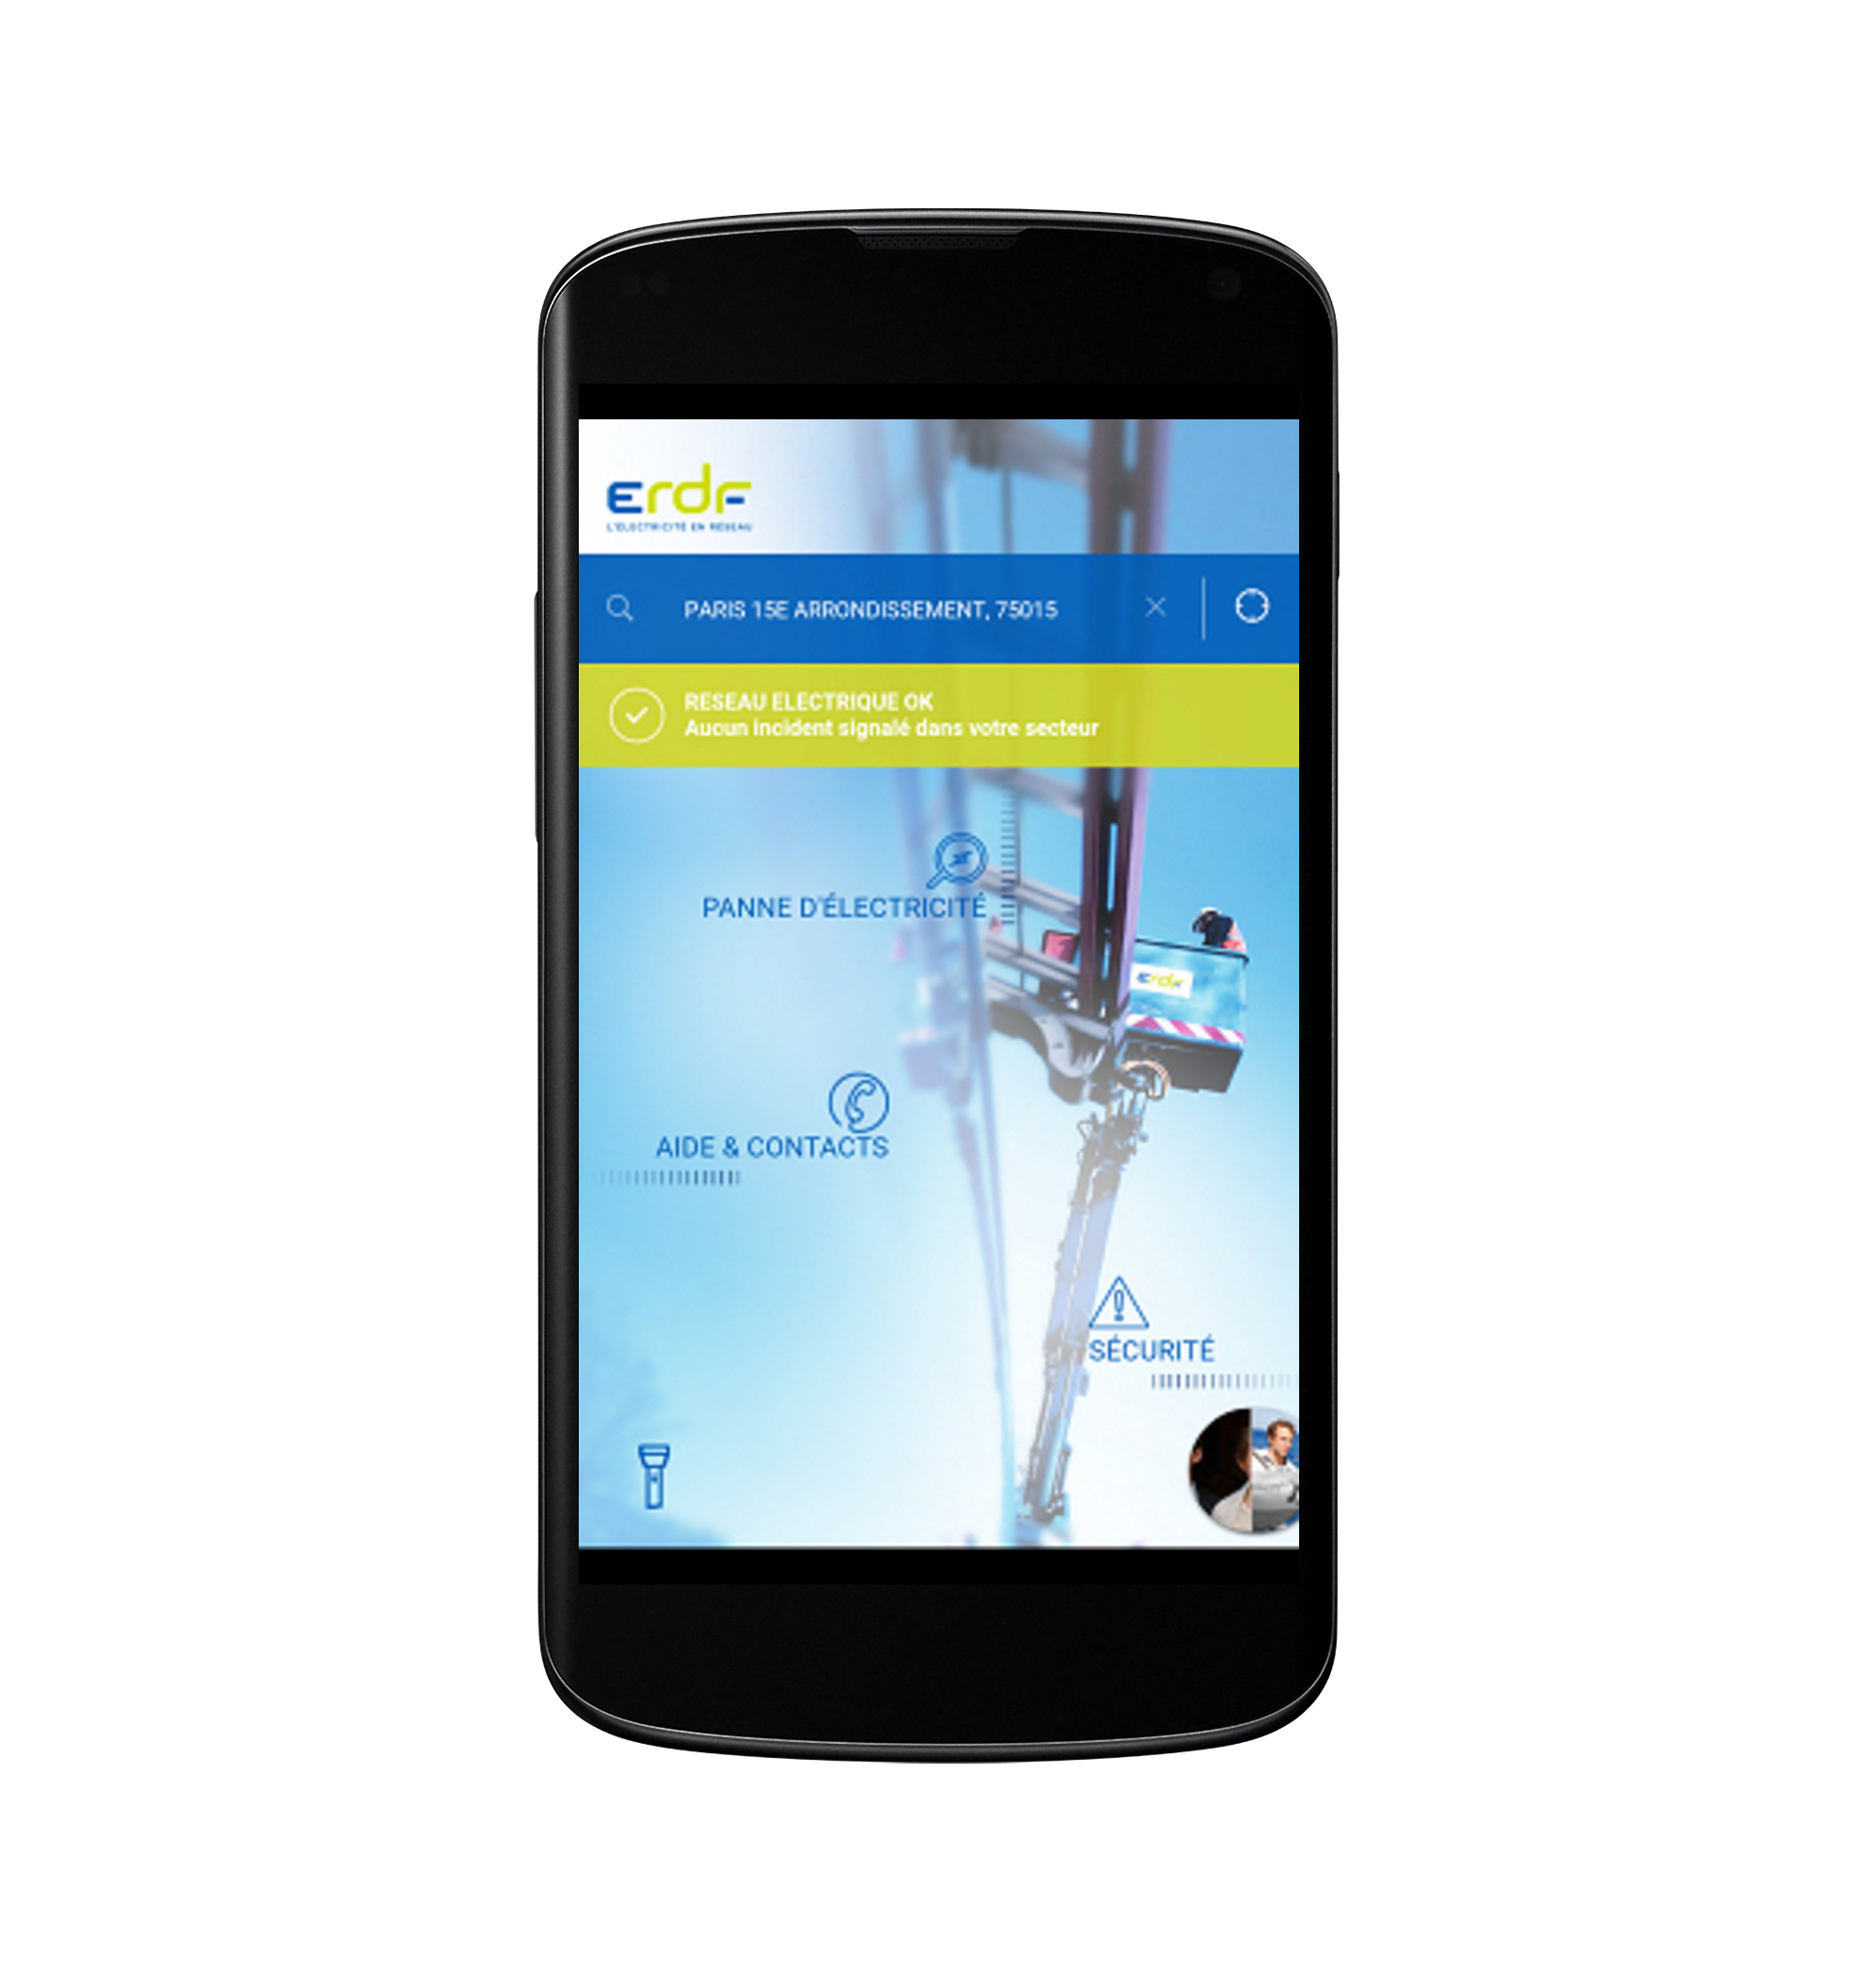 erdf
L'ÉLECTRICITÉ EN RÉSEAU
PARIS 15E ARRONDISSEMENT, 75015
RESEAU ELECTRIQUE OK
Aucun incident signalé dans votre secteur
PANNE D'ÉLECTRICITÉ
erdf
AIDE & CONTACTS
SÉCURITÉ